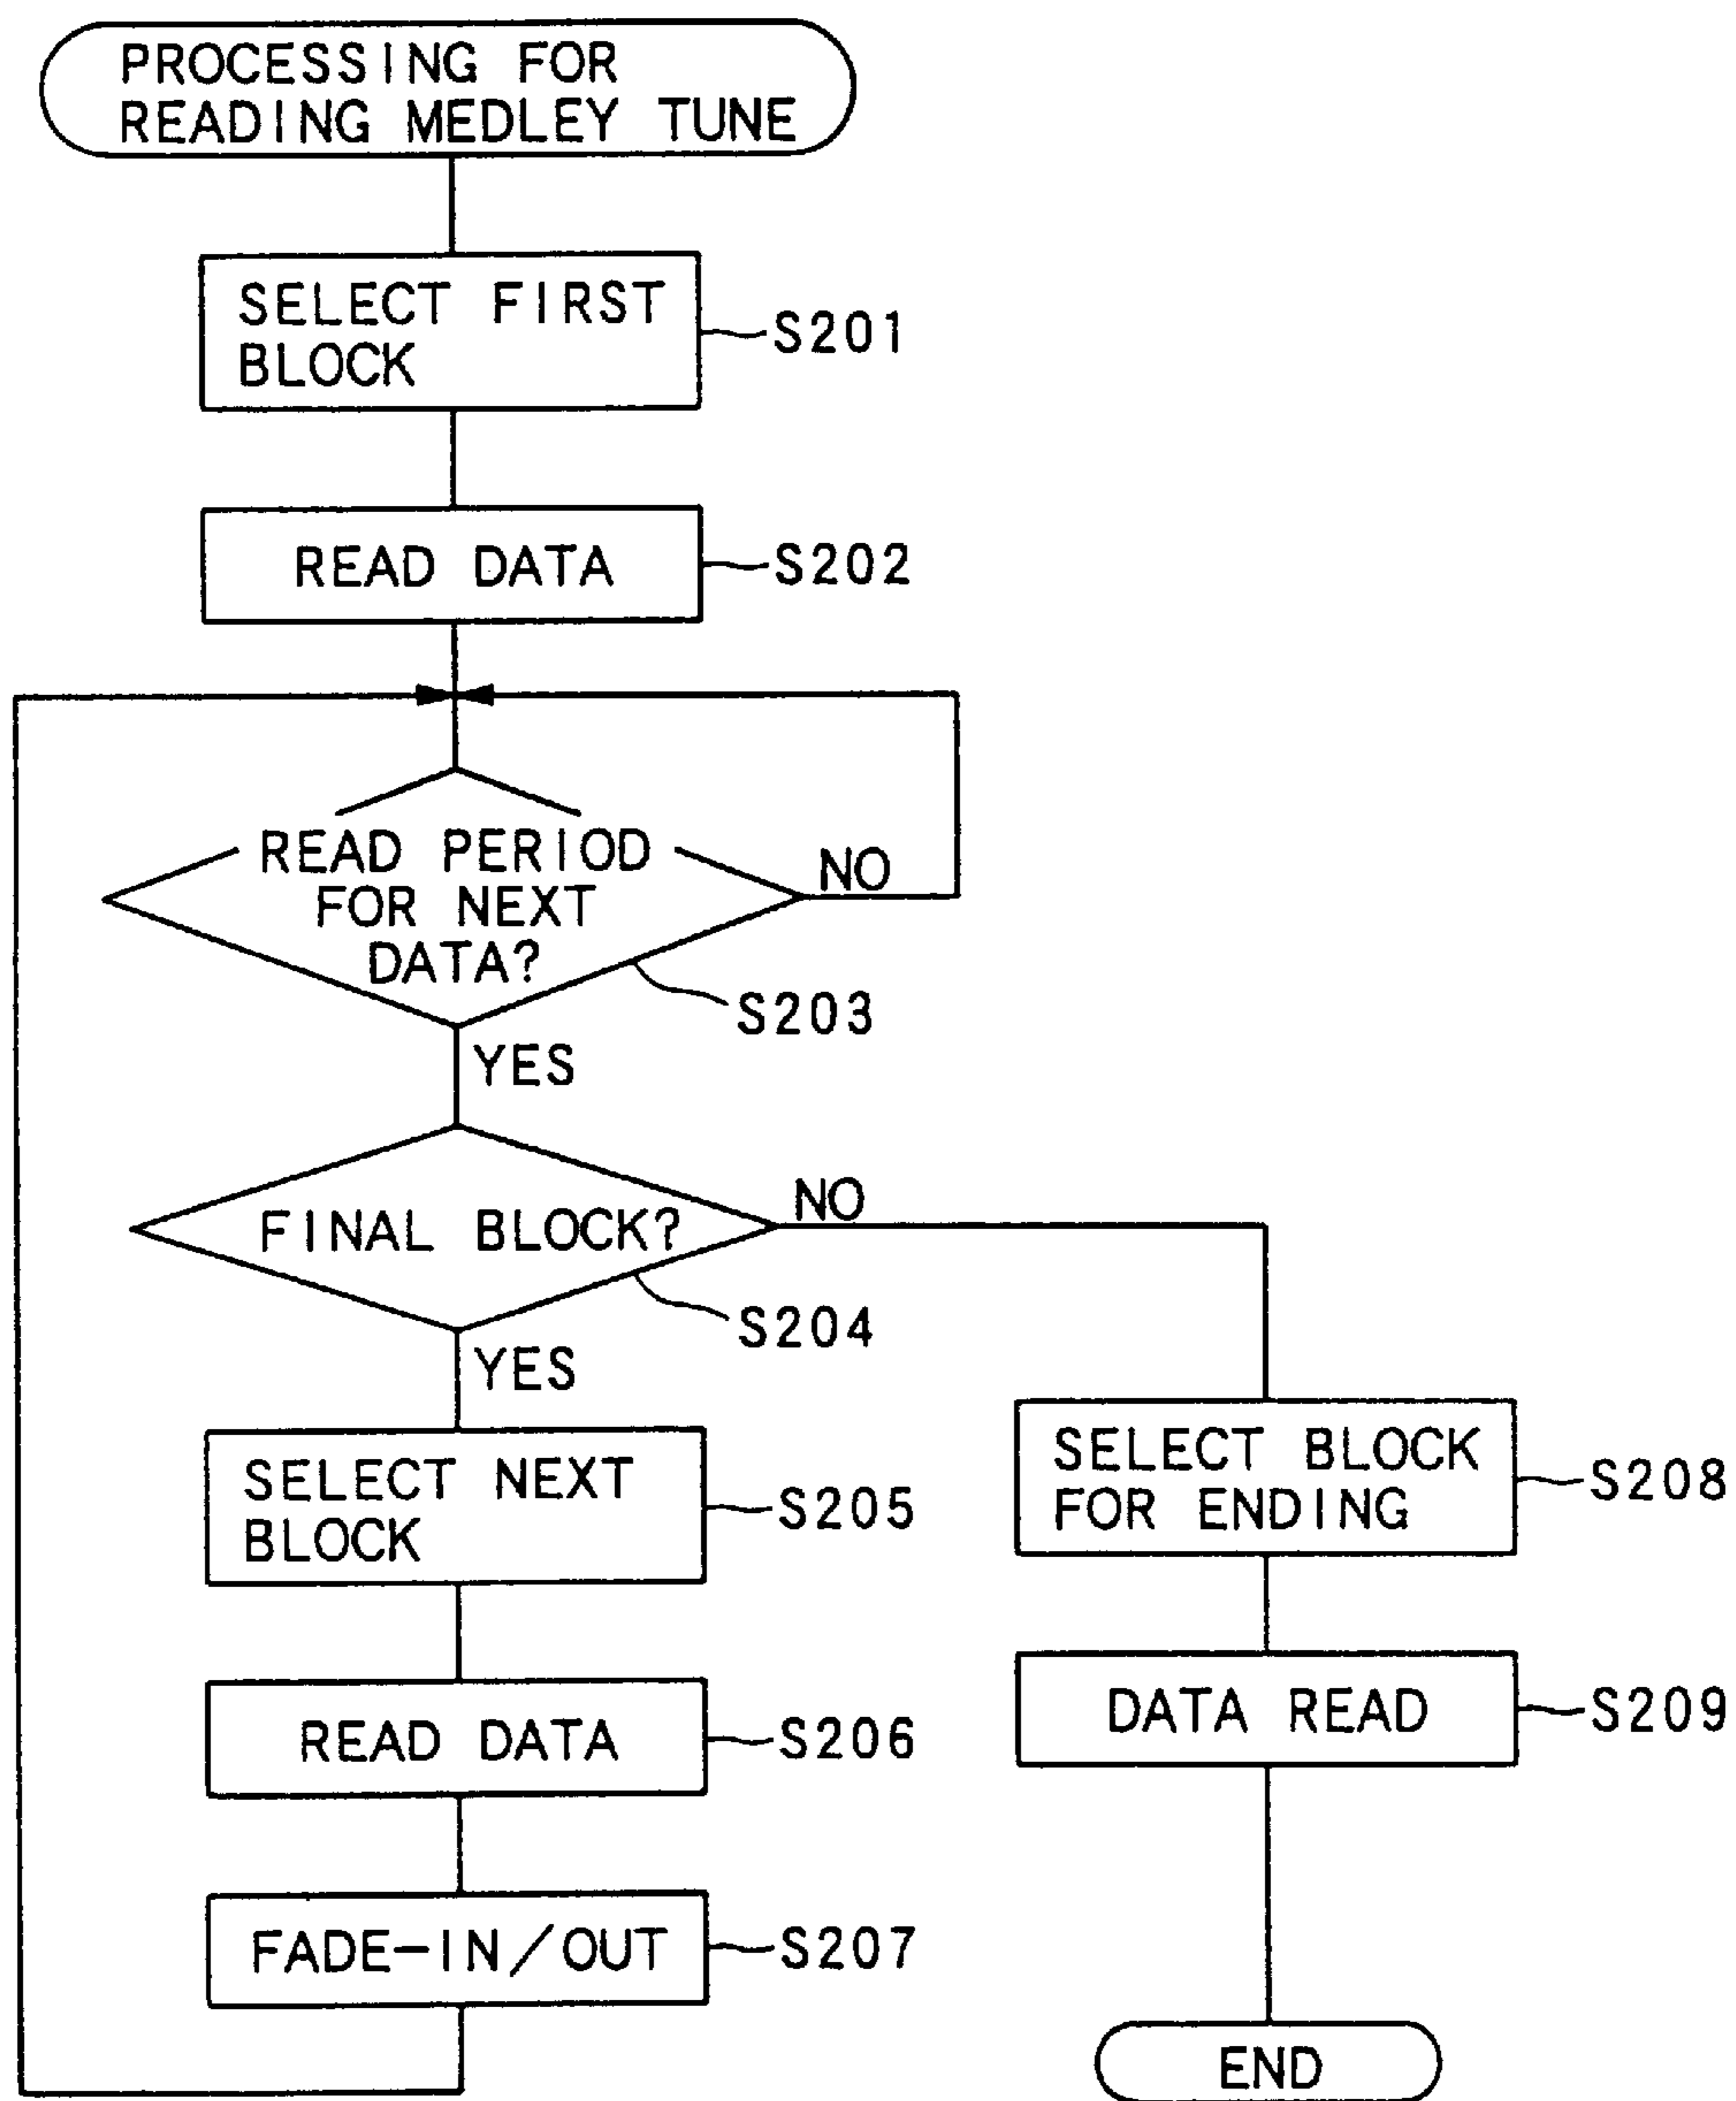 PROCESSING FOR
READING MEDLEY TUNE
SELECT FIRST
BLOCK
S201
READ DATA
S202
READ PERIOD
FOR NEXT
DATA?
NO
S203
YES
FINAL BLOCK?
NO
S204
YES
SELECT NEXT
BLOCK
S205
SELECT BLOCK
FOR ENDING
S208
READ DATA
S206
DATA READ
S209
FADE-IN/OUT
S207
END